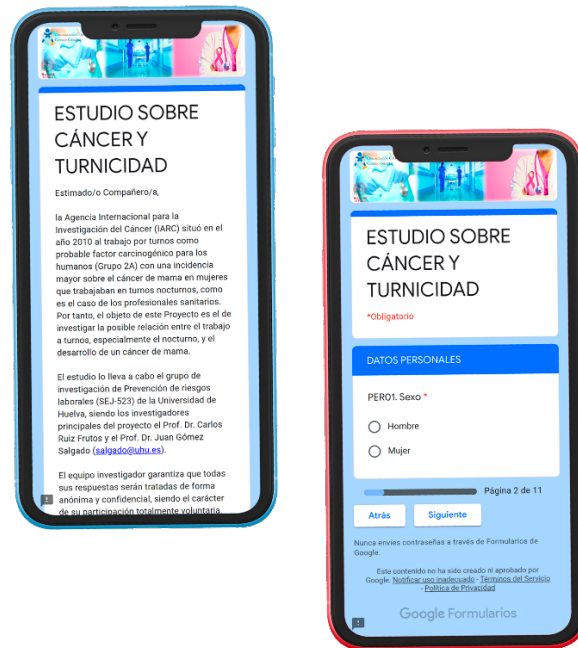 ESTUDIO SOBRE
CÁNCER Y
TURNICIDAD
Estimado/o Compañero/a,
la Agencia Internacional para la
Investigación del Cáncer (IARC) situó en el
año 2010 al trabajo por turnos como
probable factor carcinogénico para los
humanos (Grupo 2A) con una incidencia
mayor sobre el cáncer de mama en mujeres
que trabajaban en turnos nocturnos, como
es el caso de los profesionales sanitarios.
Por tanto, el objeto de este Proyecto es el de
investigar la posible relación entre el trabajo
a turnos, especialmente el nocturno, y el
desarrollo de un cáncer de mama.
El estudio lo lleva a cabo el grupo de
investigación de Prevención de riesgos
laborales (SEJ-523) de la Universidad de
Huelva, siendo los investigadores
principales del proyecto el Prof. Dr. Carlos
Ruiz Frutos y el Prof. Dr. Juan Gómez
Salgado (salgado@uhu.es).
El equipo investigador garantiza que todas
sus respuestas serán tratadas de forma
anónima y confidencial, siendo el carácter
de su participación totalmente voluntaria.
ESTUDIO SOBRE
CÁNCER Y
TURNICIDAD
*Obligatorio
DATOS PERSONALES
PER01. Sexo *
Hombre
Mujer
Página 2 de 11
Atrás Siguiente
Nunca envíes contraseñas a través de Formularios de
Google.
Este contenido no ha sido creado ni aprobado por
Google. Notificar uso inadecuado - Términos del Servicio
- Política de Privacidad
Google Formularios